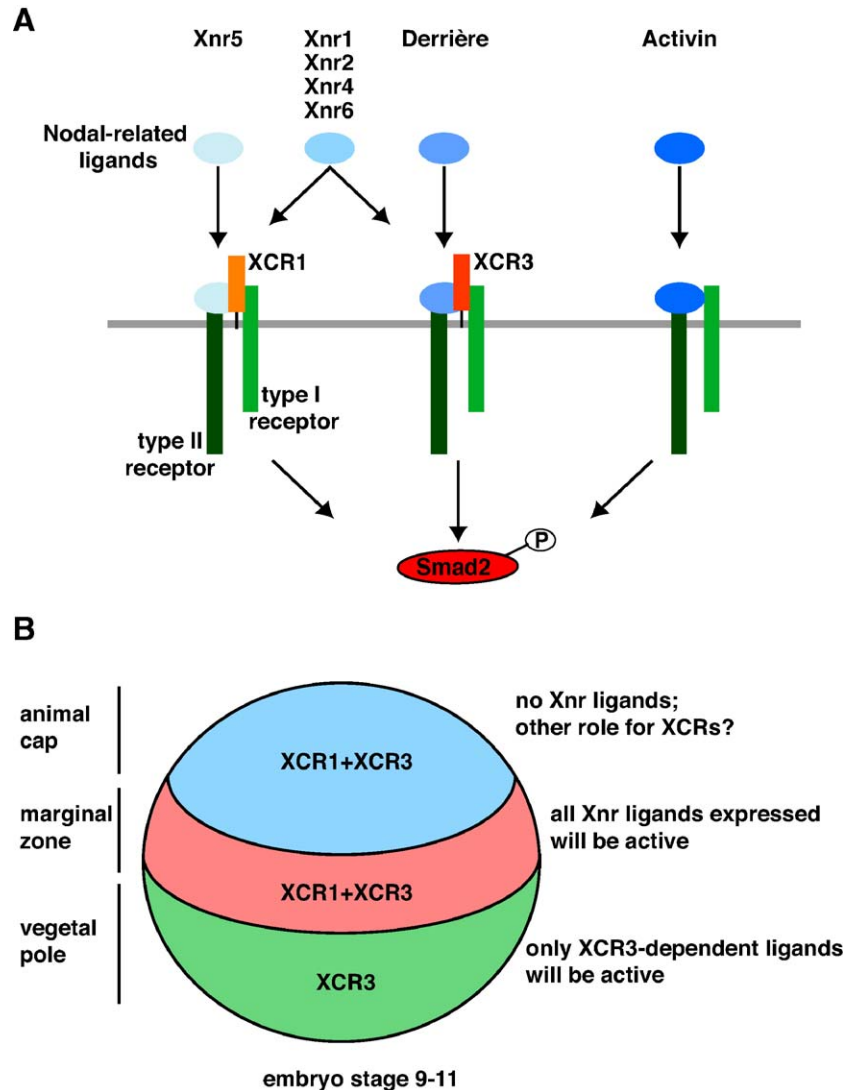 A
Xnr5
Xnr1
Xnr2
Xnr4
Xnr6
Derrière
Activin
Nodal-related
ligands
XCR1
XCR3
type I
receptor
type II
receptor
Smad2
P
B
animal
cap
no Xnr ligands;
other role for XCRs?
XCR1+XCR3
marginal
zone
all Xnr ligands expressed
will be active
XCR1+XCR3
vegetal
pole
only XCR3-dependent ligands
will be active
XCR3
embryo stage 9-11